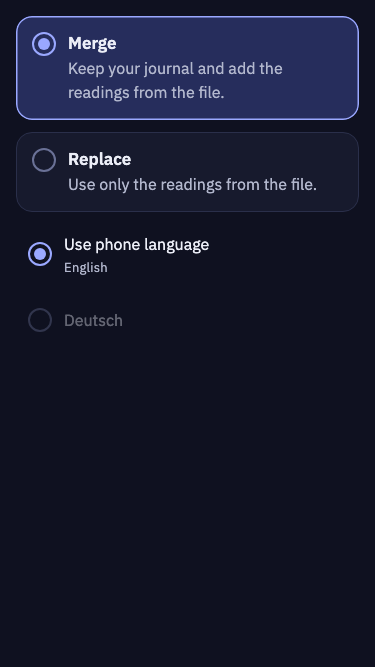 Merge
Keep your journal and add the
readings from the file.
Replace
Use only the readings from the file.
Use phone language
English
Deutsch